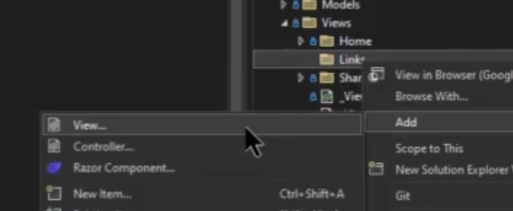 Models
Views
Home
Links
Shar
View in Browser (Googl
Browse With...
View...
Add
Controller...
Scope to This
Razor Component...
New Solution Explorer
New Item...
Ctrl+Shift+A
Git